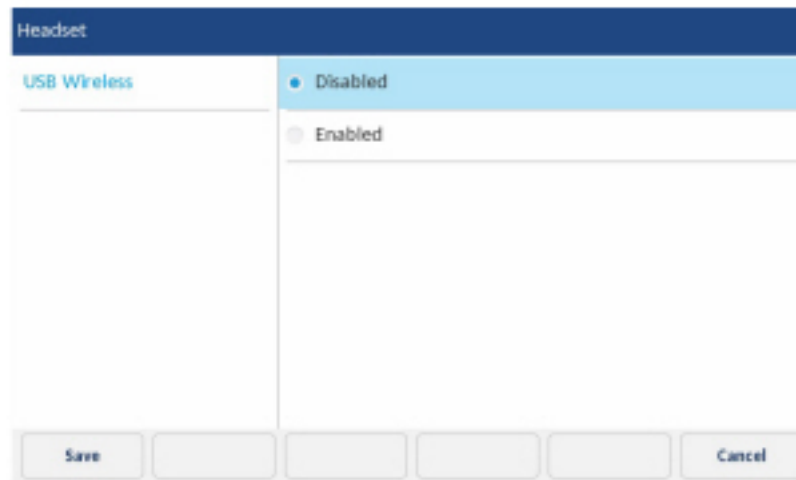 Headset
USB Wireless
Disabled
Enabled
Save
Cancel